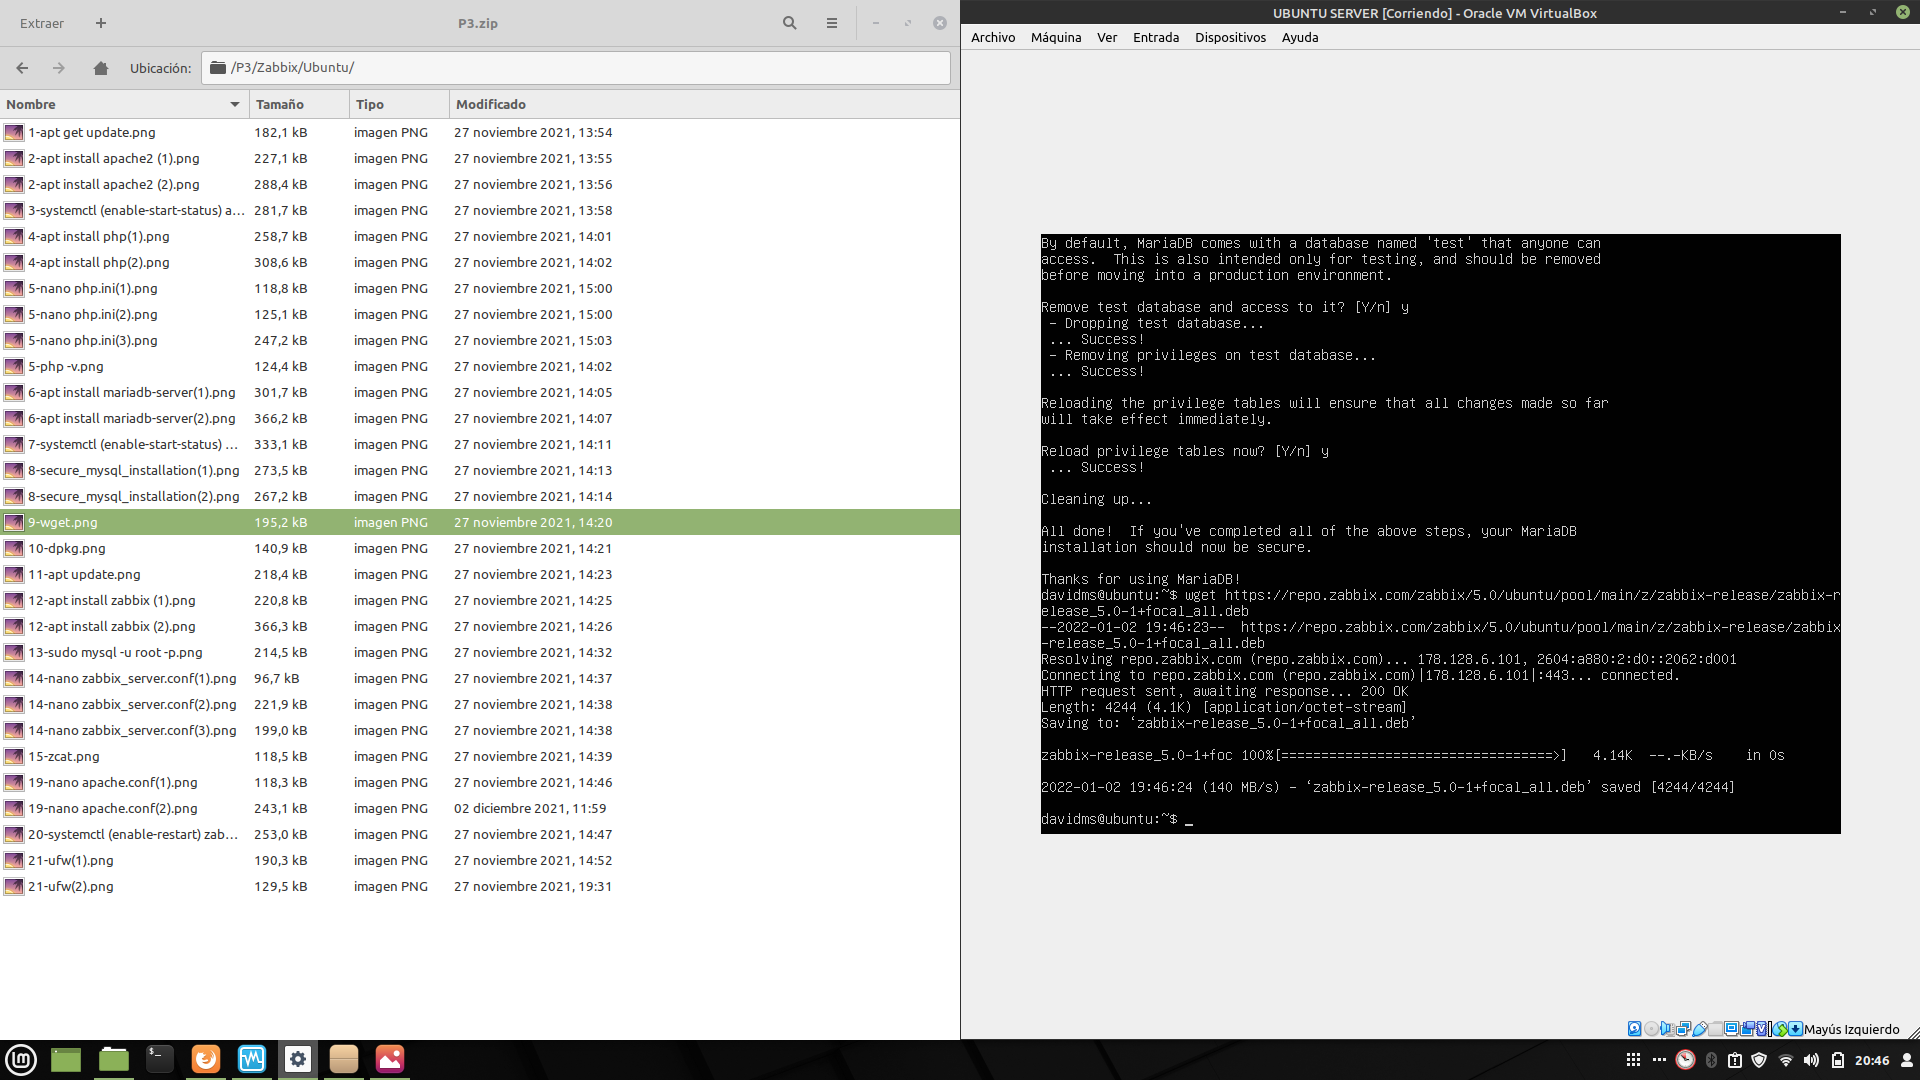 Extraer
P3.zip
Ubicación:
/P3/Zabbix/Ubuntu/
Nombre Tamaño Tipo Modificado
1-apt get update.png 182,1 kB imagen PNG 27 noviembre 2021, 13:54
2-apt install apache2 (1).png 227,1 kB imagen PNG 27 noviembre 2021, 13:55
2-apt install apache2 (2).png 288,4 kB imagen PNG 27 noviembre 2021, 13:56
3-systemctl (enable-start-status) a… 281,7 kB imagen PNG 27 noviembre 2021, 13:58
4-apt install php(1).png 258,7 kB imagen PNG 27 noviembre 2021, 14:01
4-apt install php(2).png 308,6 kB imagen PNG 27 noviembre 2021, 14:02
5-nano php.ini(1).png 118,8 kB imagen PNG 27 noviembre 2021, 15:00
5-nano php.ini(2).png 125,1 kB imagen PNG 27 noviembre 2021, 15:00
5-nano php.ini(3).png 247,2 kB imagen PNG 27 noviembre 2021, 15:03
5-php -v.png 124,4 kB imagen PNG 27 noviembre 2021, 14:02
6-apt install mariadb-server(1).png 301,7 kB imagen PNG 27 noviembre 2021, 14:05
6-apt install mariadb-server(2).png 366,2 kB imagen PNG 27 noviembre 2021, 14:07
7-systemctl (enable-start-status) … 333,1 kB imagen PNG 27 noviembre 2021, 14:11
8-secure_mysql_installation(1).png 273,5 kB imagen PNG 27 noviembre 2021, 14:13
8-secure_mysql_installation(2).png 267,2 kB imagen PNG 27 noviembre 2021, 14:14
9-wget.png 195,2 kB imagen PNG 27 noviembre 2021, 14:20
10-dpkg.png 140,9 kB imagen PNG 27 noviembre 2021, 14:21
11-apt update.png 218,4 kB imagen PNG 27 noviembre 2021, 14:23
12-apt install zabbix (1).png 220,8 kB imagen PNG 27 noviembre 2021, 14:25
12-apt install zabbix (2).png 366,3 kB imagen PNG 27 noviembre 2021, 14:26
13-sudo mysql -u root -p.png 214,5 kB imagen PNG 27 noviembre 2021, 14:32
14-nano zabbix_server.conf(1).png 96,7 kB imagen PNG 27 noviembre 2021, 14:37
14-nano zabbix_server.conf(2).png 221,9 kB imagen PNG 27 noviembre 2021, 14:38
14-nano zabbix_server.conf(3).png 199,0 kB imagen PNG 27 noviembre 2021, 14:38
15-zcat.png 118,5 kB imagen PNG 27 noviembre 2021, 14:39
19-nano apache.conf(1).png 118,3 kB imagen PNG 27 noviembre 2021, 14:46
19-nano apache.conf(2).png 243,1 kB imagen PNG 02 diciembre 2021, 11:59
20-systemctl (enable-restart) zab… 253,0 kB imagen PNG 27 noviembre 2021, 14:47
21-ufw(1).png 190,3 kB imagen PNG 27 noviembre 2021, 14:52
21-ufw(2).png 129,5 kB imagen PNG 27 noviembre 2021, 19:31
UBUNTU SERVER [Corriendo] - Oracle VM VirtualBox
Archivo Máquina Ver Entrada Dispositivos Ayuda
By default, MariaDB comes with a database named 'test' that anyone can
access.  This is also intended only for testing, and should be removed
before moving into a production environment.
Remove test database and access to it? [Y/n] y
- Dropping test database...
... Success!
- Removing privileges on test database...
... Success!
Reloading the privilege tables will ensure that all changes made so far
will take effect immediately.
Reload privilege tables now? [Y/n] y
... Success!
Cleaning up...
All done!  If you've completed all of the above steps, your MariaDB
installation should now be secure.
Thanks for using MariaDB!
davidms@ubuntu:~$ wget https://repo.zabbix.com/zabbix/5.0/ubuntu/pool/main/z/zabbix-release/zabbix-r
elease_5.0-1+focal_all.deb
--2022-01-02 19:46:23--  https://repo.zabbix.com/zabbix/5.0/ubuntu/pool/main/z/zabbix-release/zabbix
-release_5.0-1+focal_all.deb
Resolving repo.zabbix.com (repo.zabbix.com)... 178.128.6.101, 2604:a880:2:d0::2062:d001
Connecting to repo.zabbix.com (repo.zabbix.com)|178.128.6.101|:443... connected.
HTTP request sent, awaiting response... 200 OK
Length: 4244 (4.1K) [application/octet-stream]
Saving to: ‘zabbix-release_5.0-1+focal_all.deb’
zabbix-release_5.0-1+foc 100%[==================================>]   4.14K  --.-KB/s    in 0s
2022-01-02 19:46:24 (140 MB/s) - ‘zabbix-release_5.0-1+focal_all.deb’ saved [4244/4244]
davidms@ubuntu:~$ _
Mayús Izquierdo
20:46